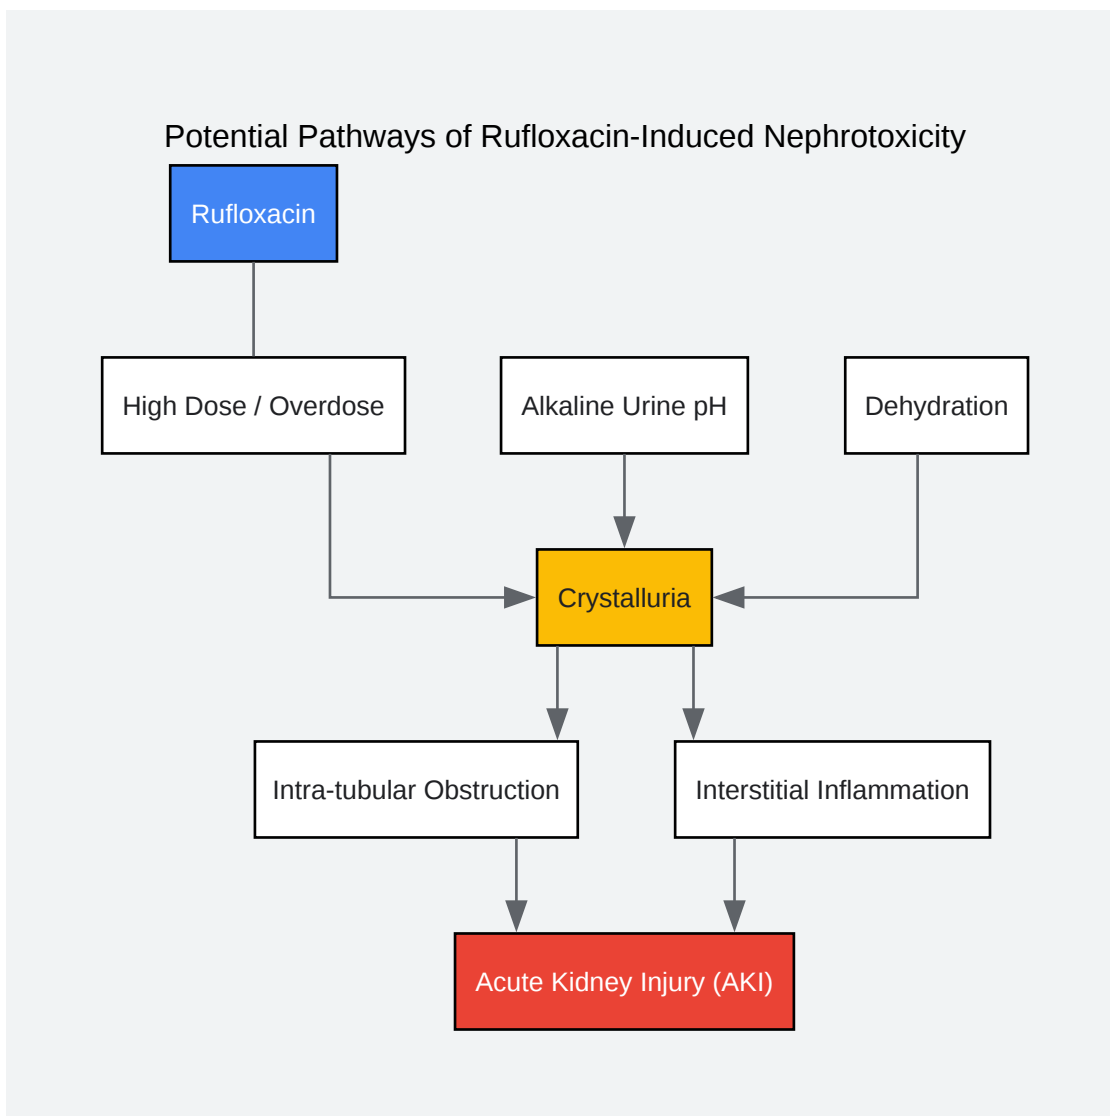 Potential Pathways of Rufloxacin-Induced Nephrotoxicity
Rufloxacin
High Dose / Overdose
Alkaline Urine pH
Dehydration
Crystalluria
Intra-tubular Obstruction
Interstitial Inflammation
Acute Kidney Injury (AKI)